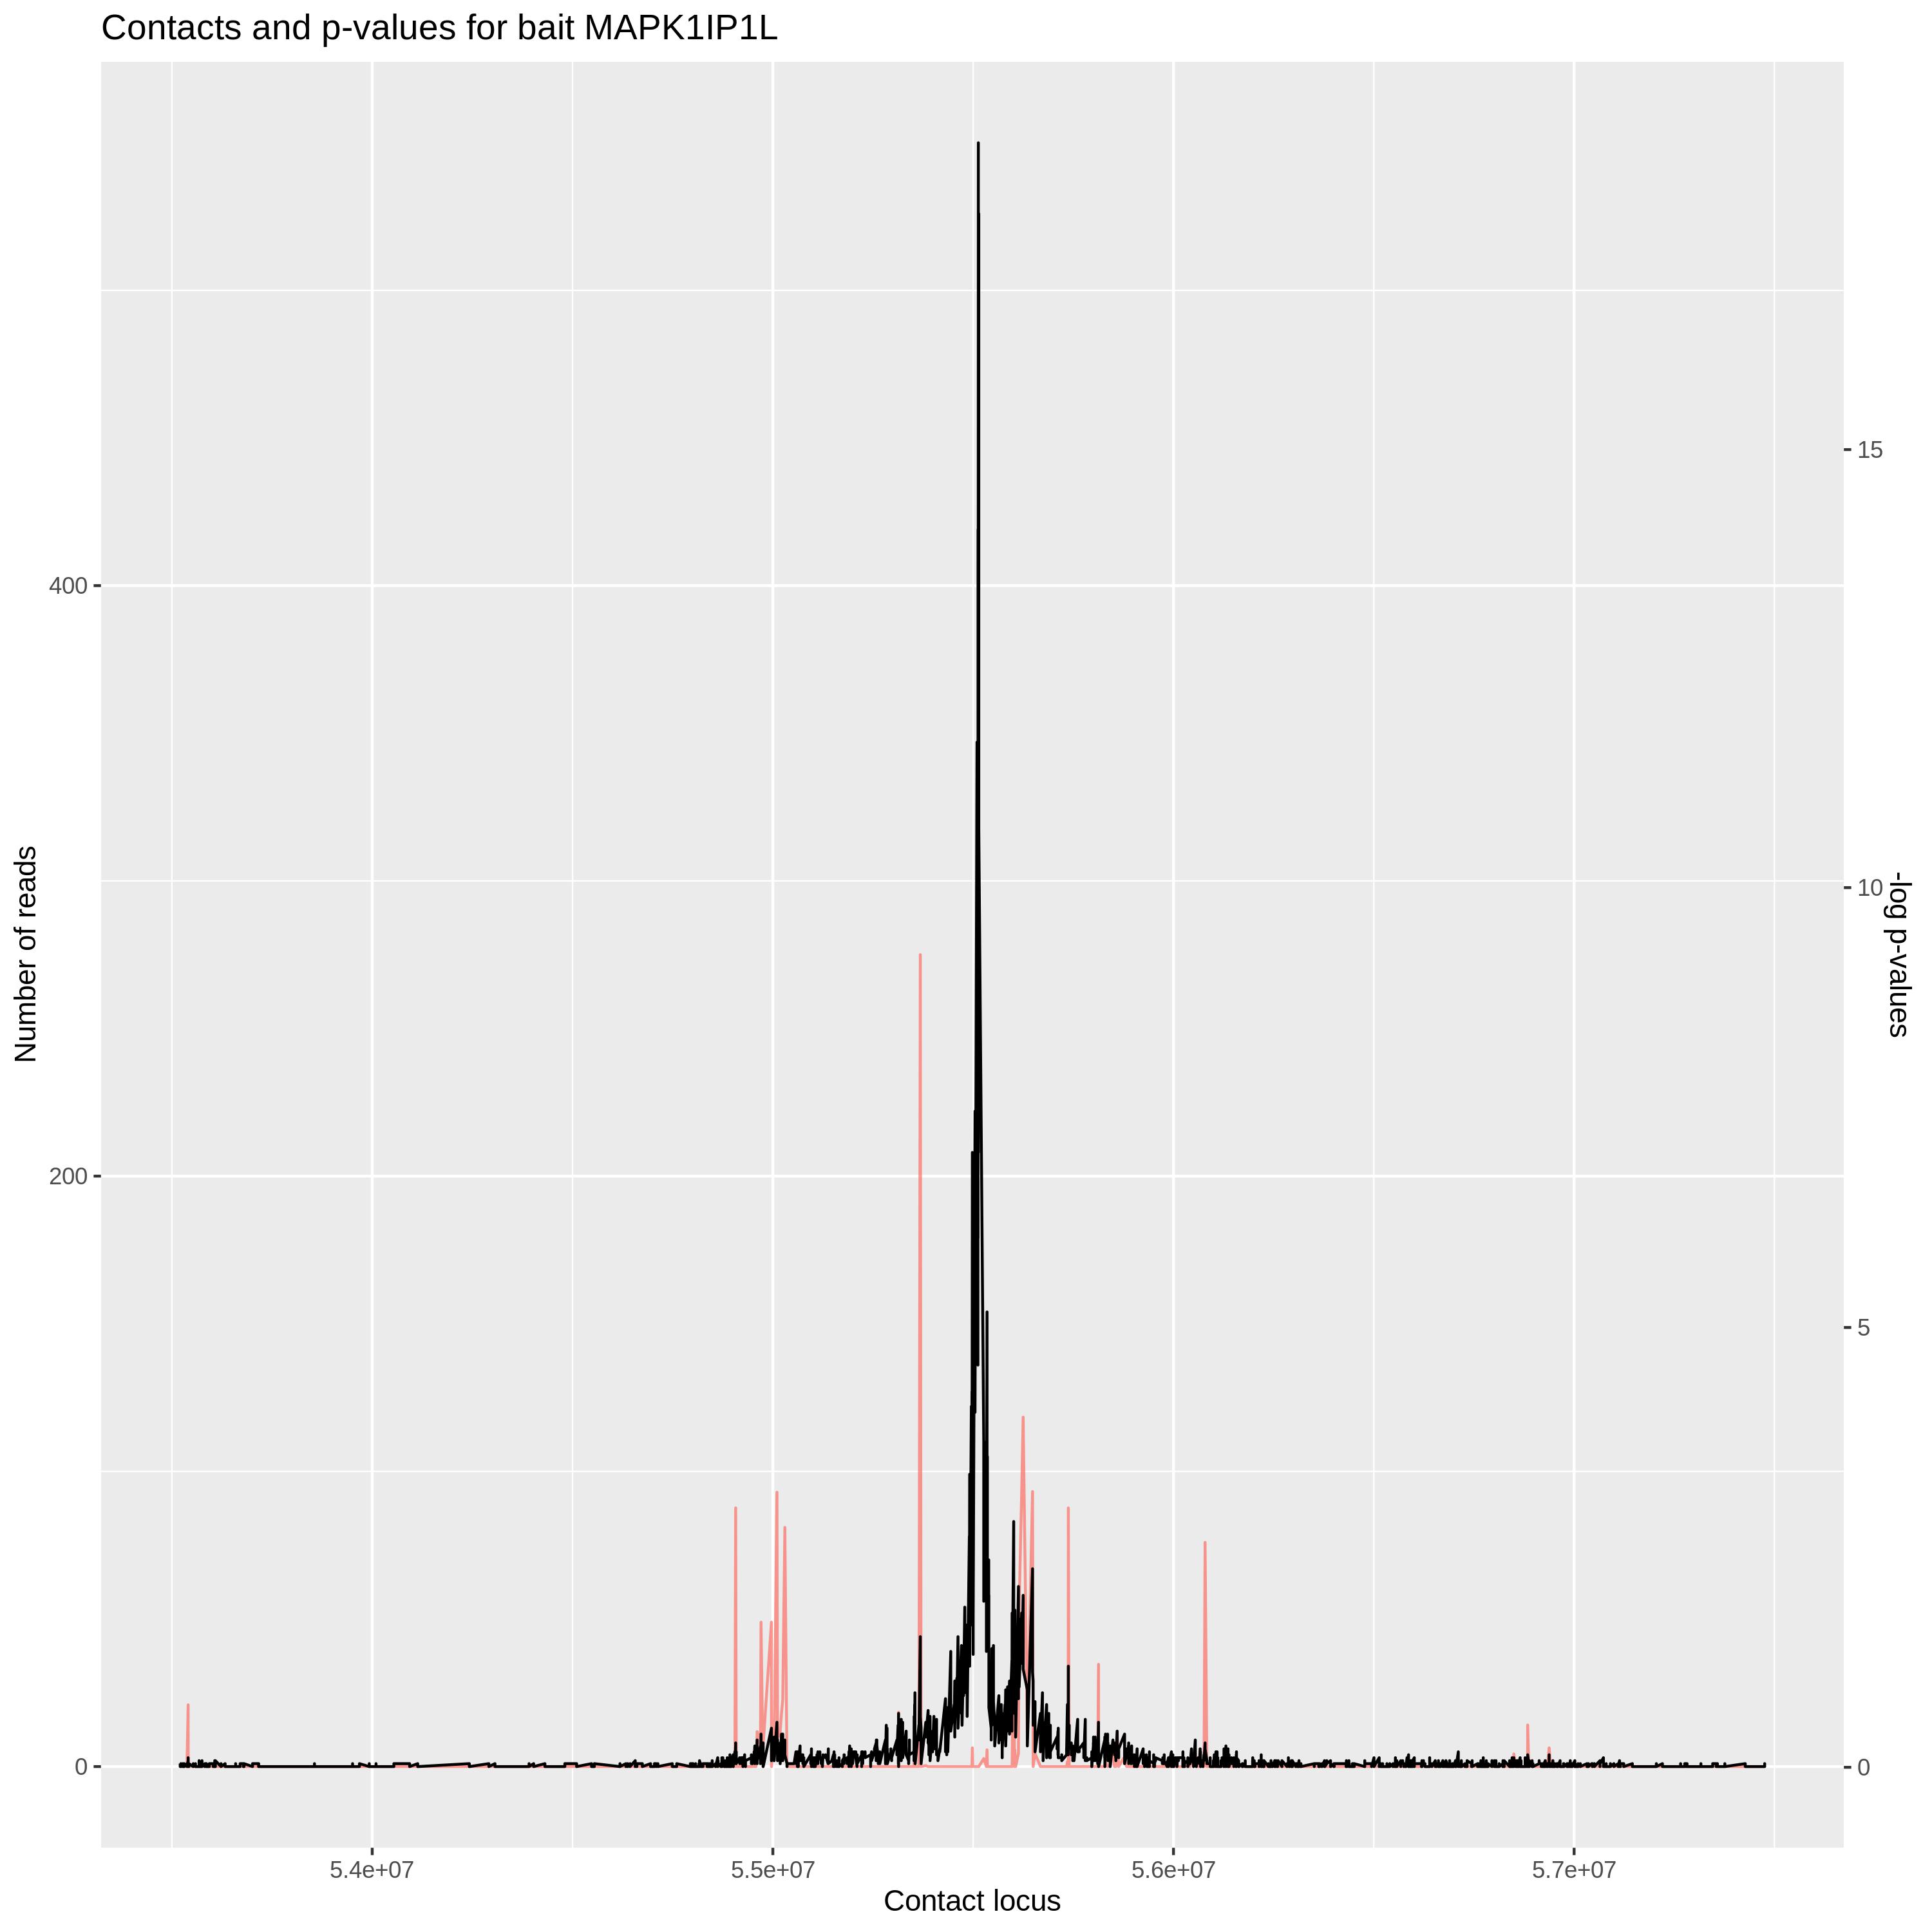 Contacts and p-values for bait MAPK1IP1L
Number of reads
400
200
0
15
10
5
0
-log p-values
5.4e+07
5.5e+07
5.6e+07
5.7e+07
Contact locus